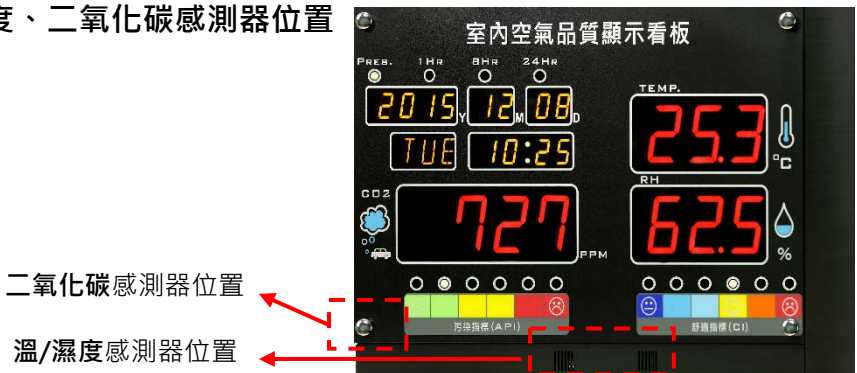 度、二氧化碳感測器位置
室內空氣品質顯示看板
PRES. 1HR 8HR 24HR
2015Y 12M 08D
TUE 10:25
TEMP.
25.3
°C
RH
62.5
%
CO2
727
PPM
污染指標(API)
舒適指標(CI)
二氧化碳感測器位置
溫/濕度感測器位置